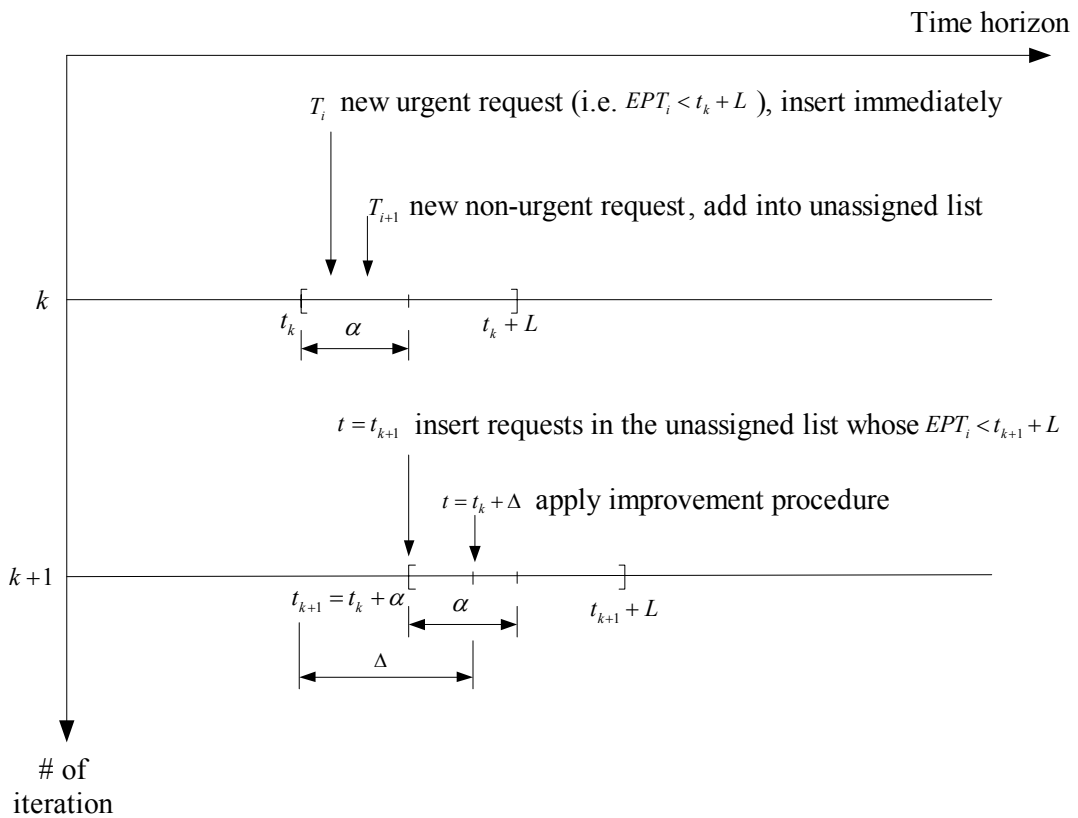 Time horizon
T_i new urgent request (i.e. EPT_i < t_k + L ), insert immediately
T_{i+1} new non-urgent request, add into unassigned list
k
t_k
α
t_k + L
t = t_{k+1} insert requests in the unassigned list whose EPT_i < t_{k+1} + L
t = t_k + Δ apply improvement procedure
k+1
t_{k+1} = t_k + α
α
t_{k+1} + L
Δ
# of
iteration